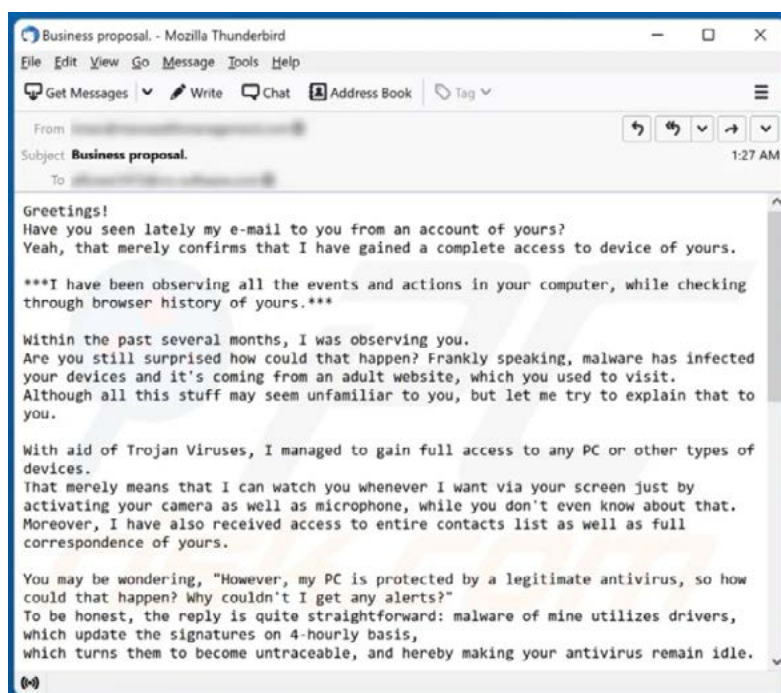 Business proposal. - Mozilla Thunderbird
File Edit View Go Message Tools Help
Get Messages Write Chat Address Book Tag
From
Subject Business proposal. 1:27 AM
To
Greetings!
Have you seen lately my e-mail to you from an account of yours?
Yeah, that merely confirms that I have gained a complete access to device of yours.
***I have been observing all the events and actions in your computer, while checking
through browser history of yours.***
Within the past several months, I was observing you.
Are you still surprised how could that happen? Frankly speaking, malware has infected
your devices and it's coming from an adult website, which you used to visit.
Although all this stuff may seem unfamiliar to you, but let me try to explain that to
you.
With aid of Trojan Viruses, I managed to gain full access to any PC or other types of
devices.
That merely means that I can watch you whenever I want via your screen just by
activating your camera as well as microphone, while you don't even know about that.
Moreover, I have also received access to entire contacts list as well as full
correspondence of yours.
You may be wondering, "However, my PC is protected by a legitimate antivirus, so how
could that happen? Why couldn't I get any alerts?"
To be honest, the reply is quite straightforward: malware of mine utilizes drivers,
which update the signatures on 4-hourly basis,
which turns them to become untraceable, and hereby making your antivirus remain idle.